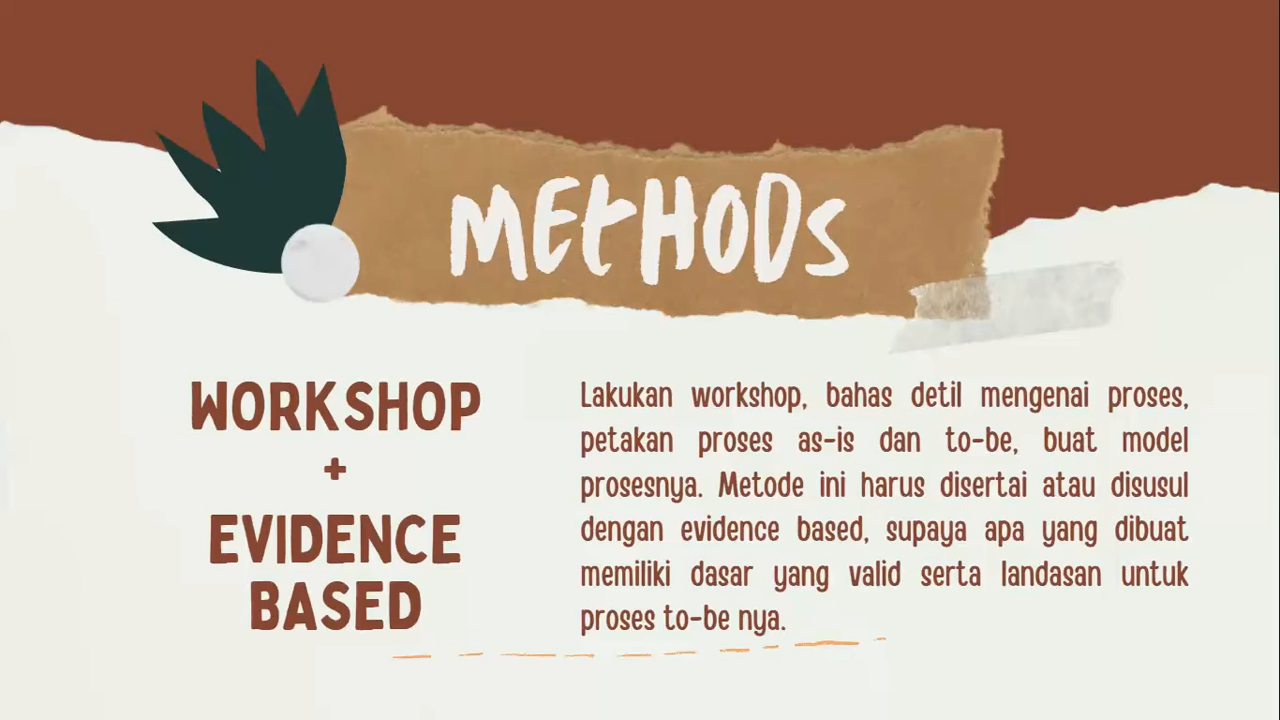 METHODS
WORKSHOP
+
EVIDENCE
BASED
Lakukan workshop, bahas detil mengenai proses,
petakan proses as-is dan to-be, buat model
prosesnya. Metode ini harus disertai atau disusul
dengan evidence based, supaya apa yang dibuat
memiliki dasar yang valid serta landasan untuk
proses to-be nya.